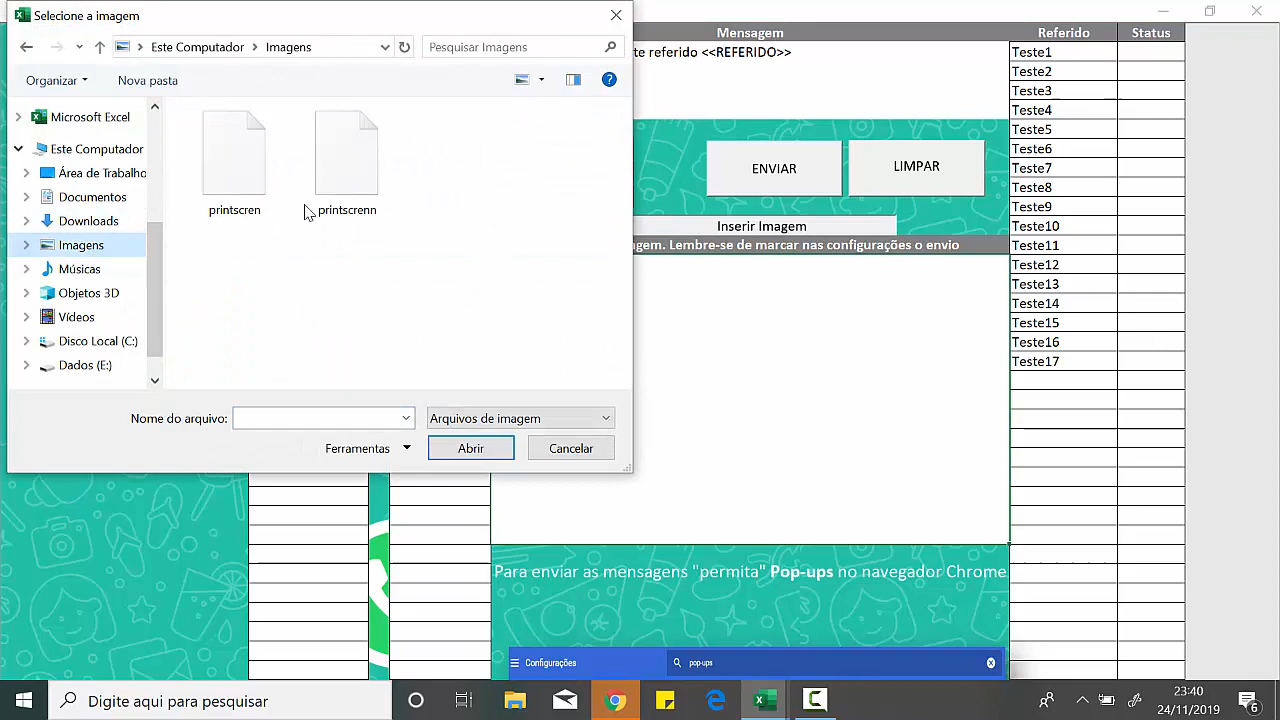 Selecione a imagem
Este Computador
Imagens
Pesquisar Imagens
Organizar
Nova pasta
Microsoft Excel
Este Computador
Área de Trabalho
Documentos
Downloads
Imagens
Músicas
Objetos 3D
Vídeos
Disco Local (C:)
Dados (E:)
printscren
printscrenn
Nome do arquivo:
Arquivos de imagem
Ferramentas
Abrir
Cancelar
Mensagem
te referido <<REFERIDO>>
ENVIAR
LIMPAR
Inserir Imagem
gem. Lembre-se de marcar nas configurações o envio
Para enviar as mensagens "permita" Pop-ups no navegador Chrome
Configurações
pop-ups
Referido
Status
Teste1
Teste2
Teste3
Teste4
Teste5
Teste6
Teste7
Teste8
Teste9
Teste10
Teste11
Teste12
Teste13
Teste14
Teste15
Teste16
Teste17
Digite aqui para pesquisar
23:40
24/11/2019
6